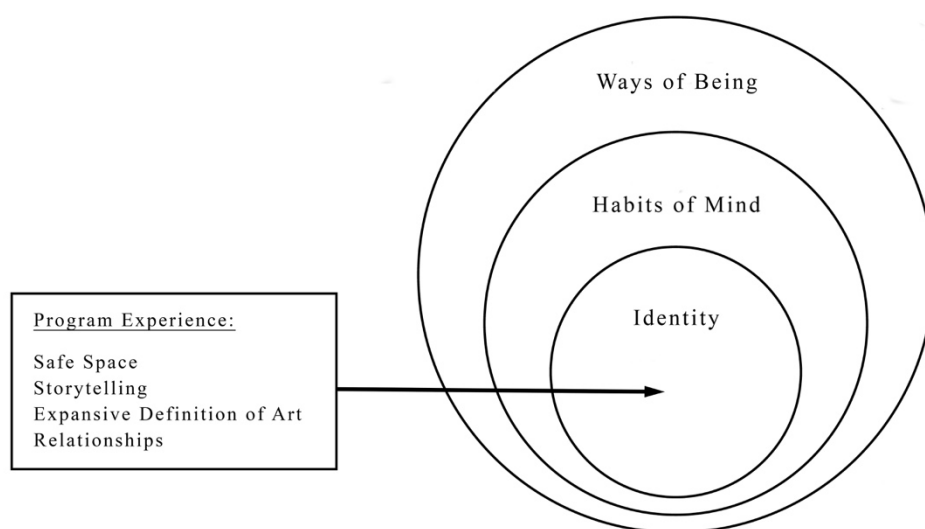 Ways of Being
Habits of Mind
Identity
Program Experience:
Safe Space
Storytelling
Expansive Definition of Art
Relationships